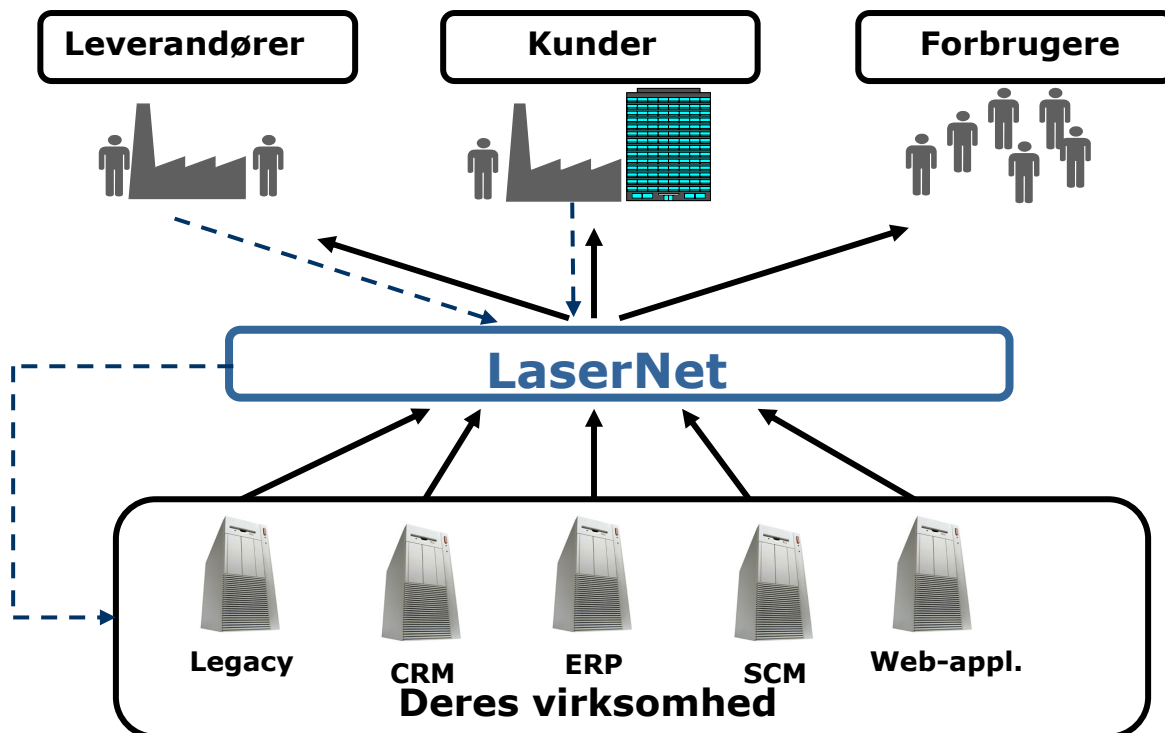 Leverandører
Kunder
Forbrugere
LaserNet
Legacy
CRM
ERP
SCM
Web-appl.
Deres virksomhed